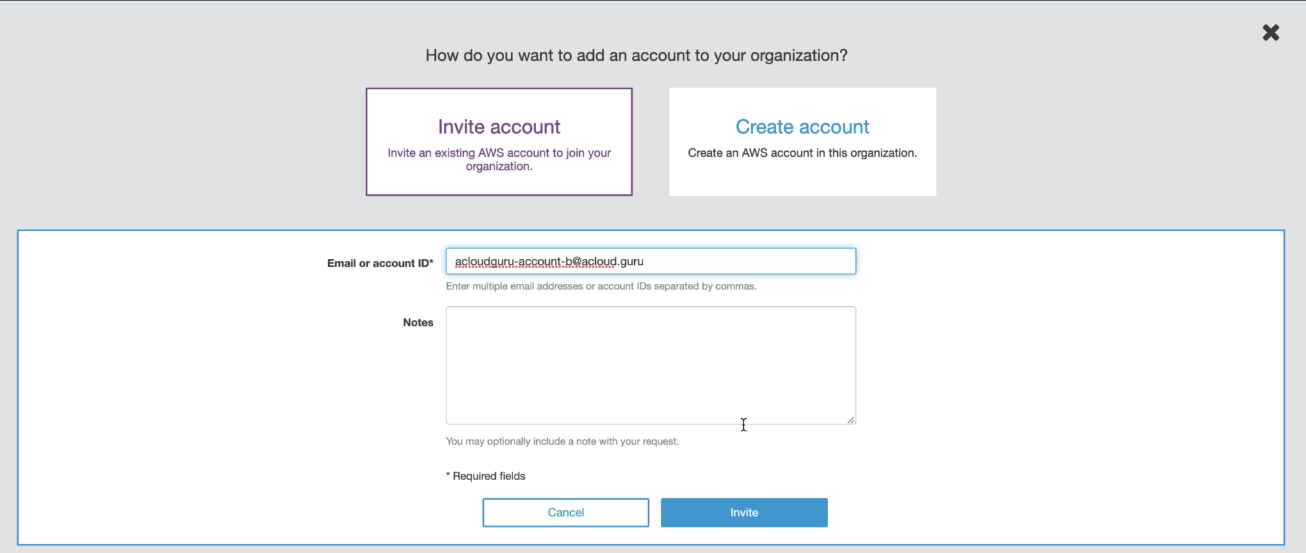 How do you want to add an account to your organization?
Invite account
Invite an existing AWS account to join your
organization.
Create account
Create an AWS account in this organization.
Email or account ID*
acloudguru-account-b@acloud.guru
Enter multiple email addresses or account IDs separated by commas.
Notes
You may optionally include a note with your request.
* Required fields
Cancel
Invite